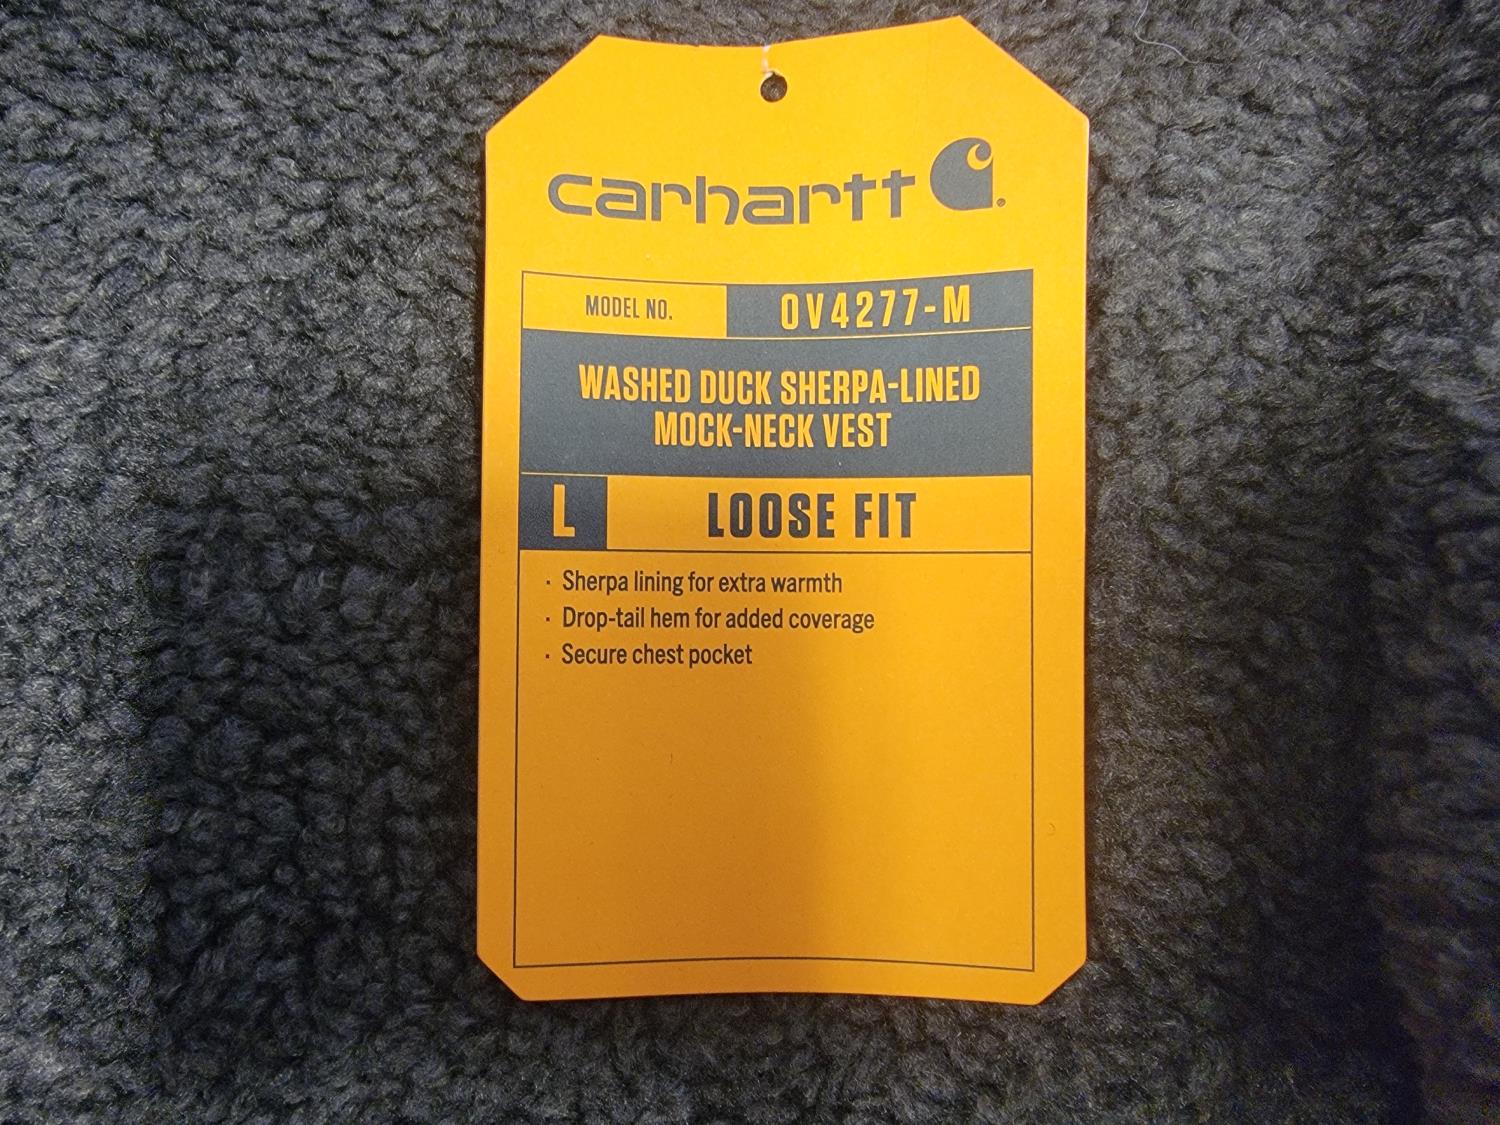 carhartt
MODEL NO. OV4277-M
WASHED DUCK SHERPA-LINED
MOCK-NECK VEST
L LOOSE FIT
· Sherpa lining for extra warmth
· Drop-tail hem for added coverage
· Secure chest pocket